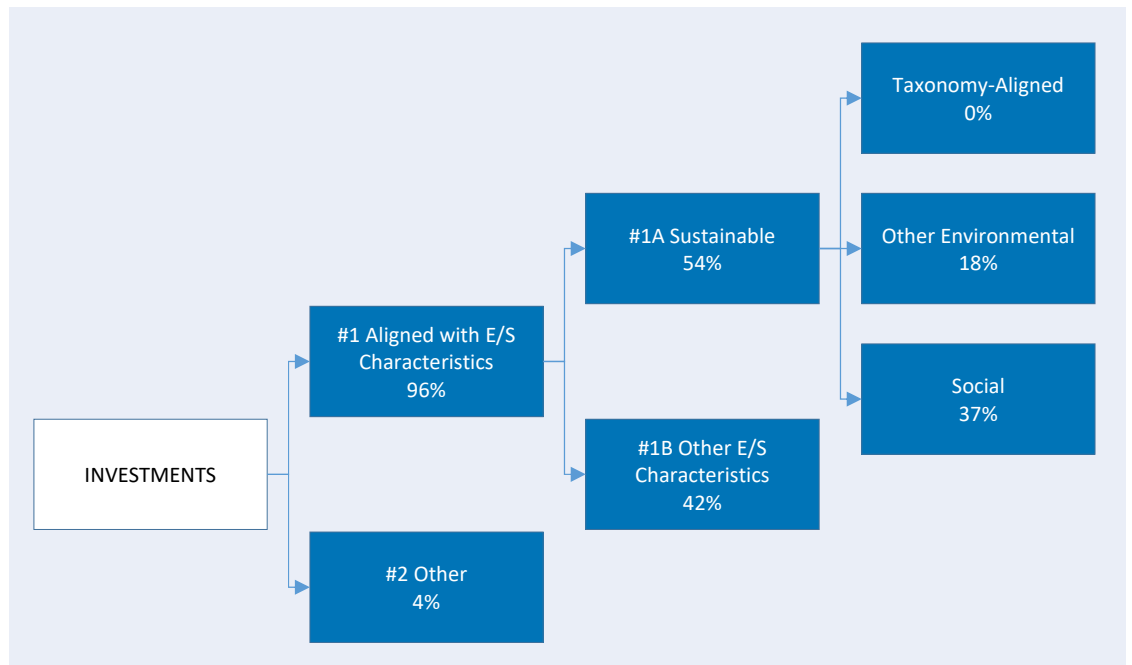 INVESTMENTS
#1 Aligned with E/S
Characteristics
96%
#2 Other
4%
#1A Sustainable
54%
#1B Other E/S
Characteristics
42%
Taxonomy-Aligned
0%
Other Environmental
18%
Social
37%